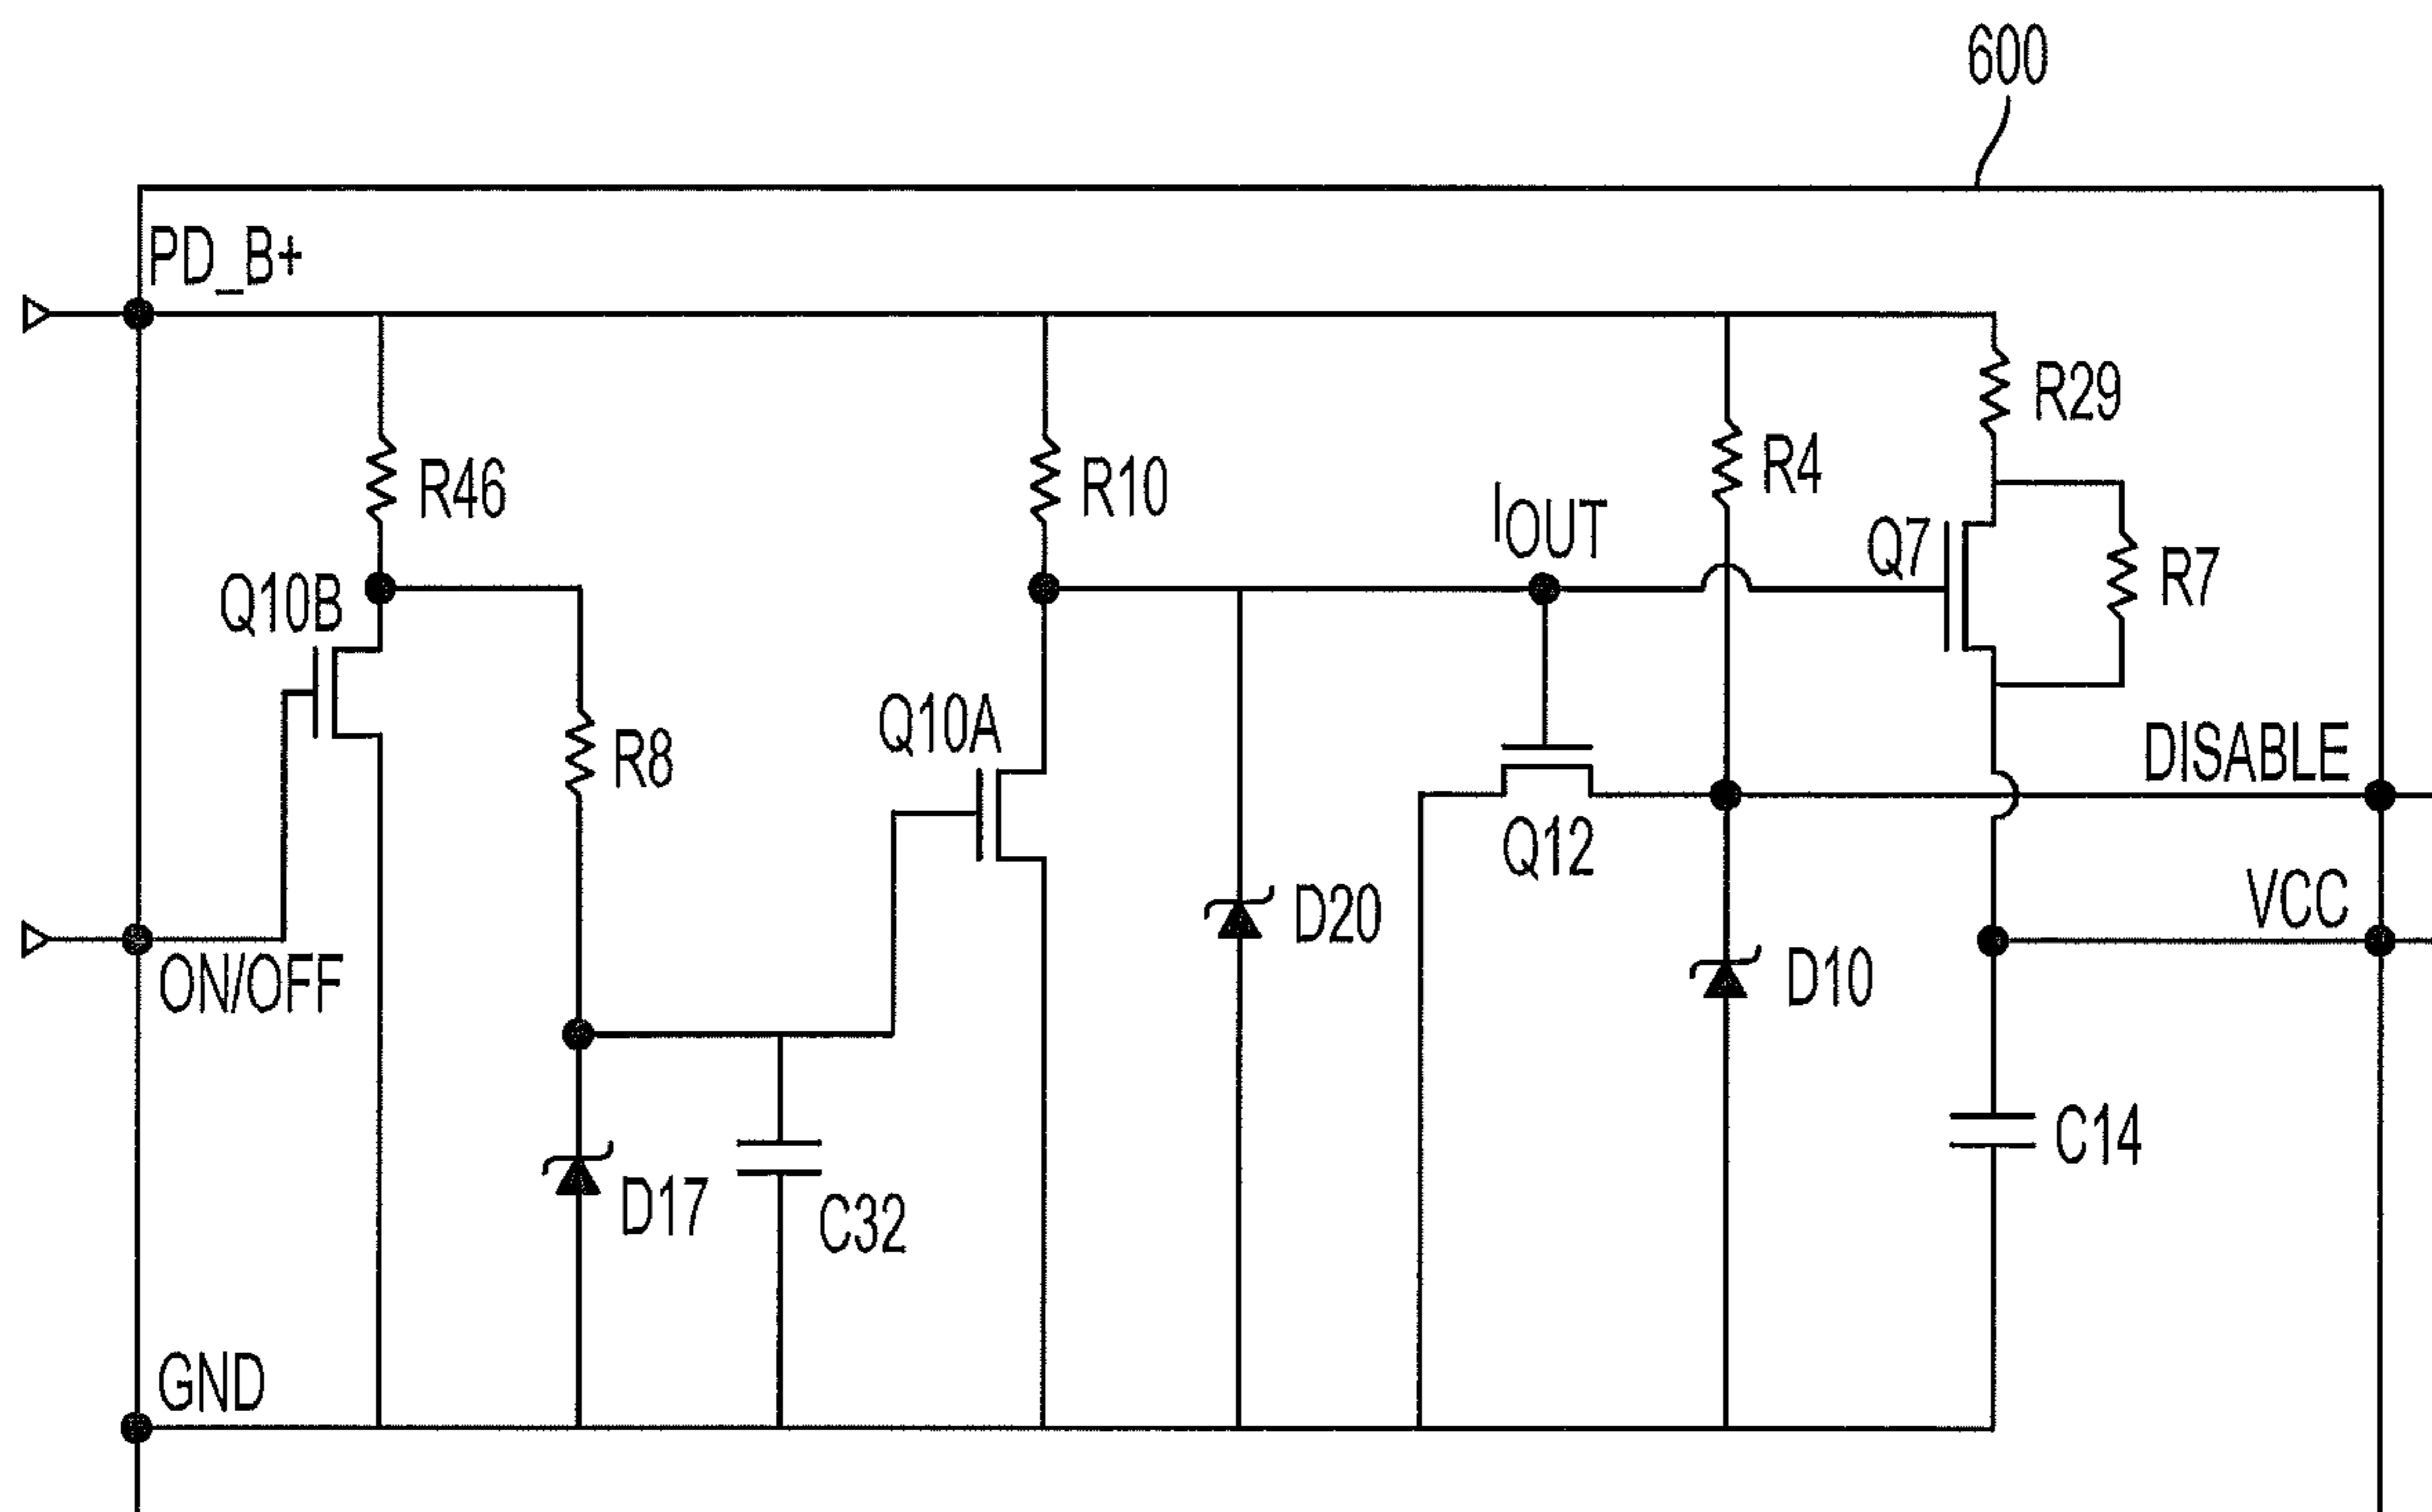 600
PD_B+
R29
R4
R46
R10
IOUT
Q7
R7
Q10B
Q10A
R8
DISABLE
Q12
VCC
D20
ON/OFF
D10
C14
D17
C32
GND